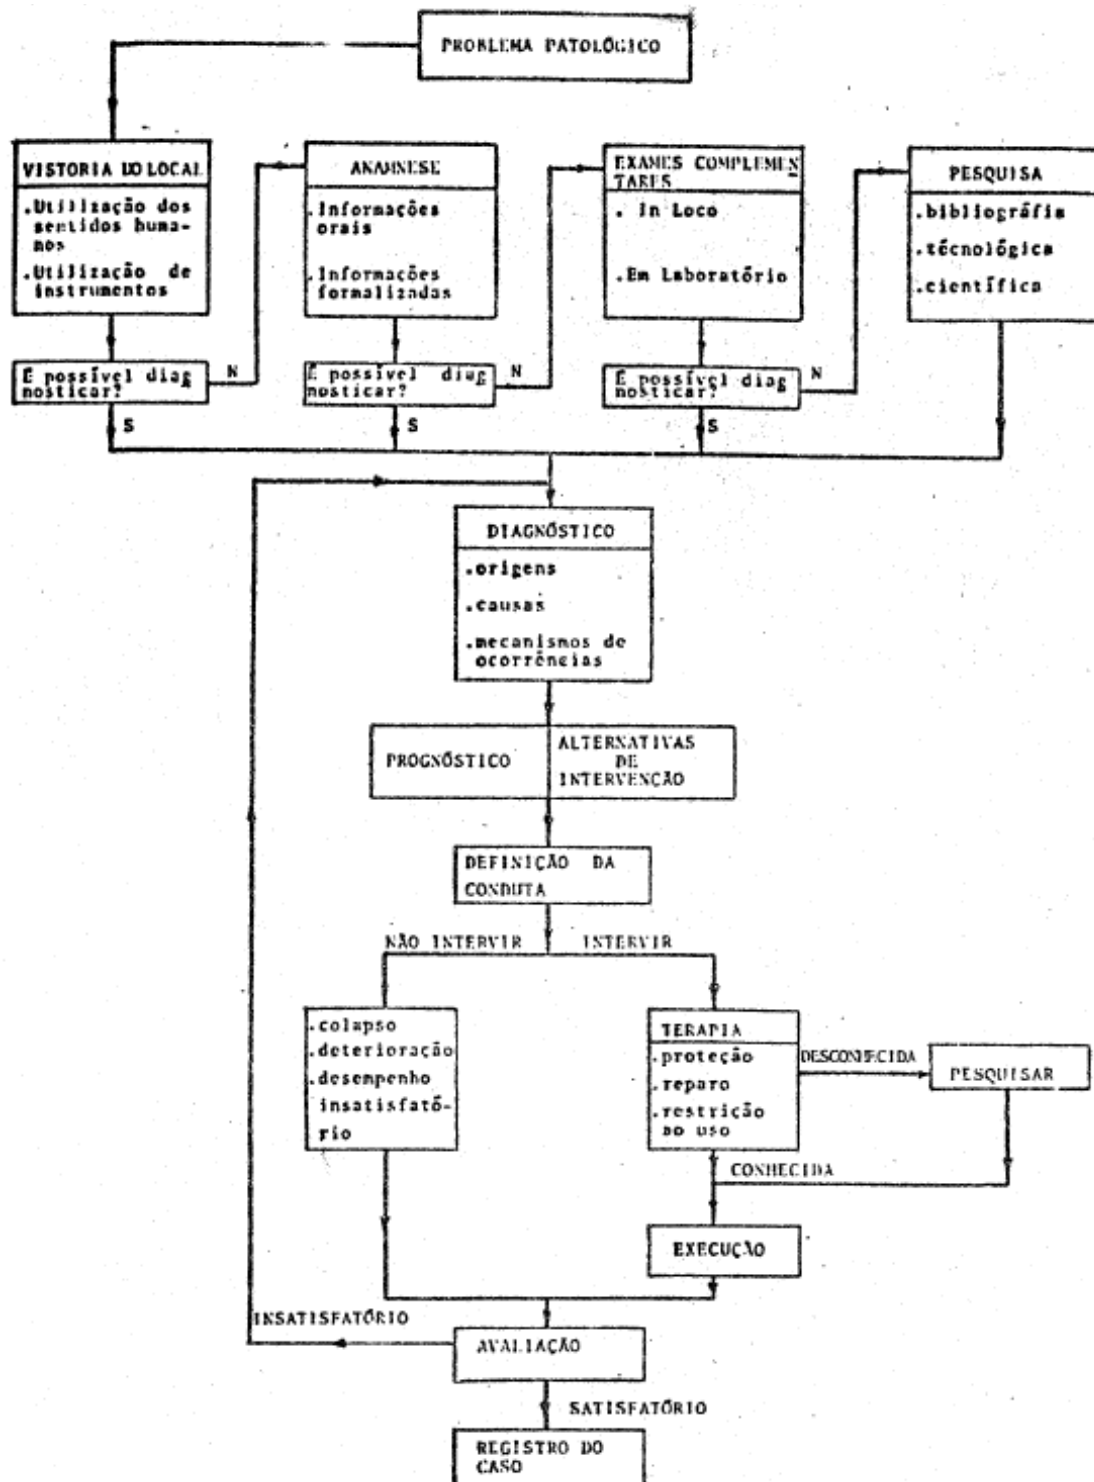 PROBLEMA PATOLÓGICO
VISTORIA DO LOCAL
.Utilização dos
sentidos huma-
nos
.Utilização de
instrumentos
É possível diag
nosticar?
N
S
ANAMNESE
.Informações
orais
.Informações
formalizadas
É possível diag
nosticar?
N
S
EXAMES COMPLEMEN
TARES
. In Loco
.Em Laboratório
É possível diag
nosticar?
N
S
PESQUISA
.bibliográfia
.técnológica
.científica
DIAGNÓSTICO
.origens
.causas
.mecanismos de
ocorrências
PROGNÓSTICO
ALTERNATIVAS
DE
INTERVENÇÃO
DEFINIÇÃO DA
CONDUTA
NÃO INTERVIR
INTERVIR
.colapso
.deterioração
.desempenho
insatisfató-
rio
TERAPIA
.proteção
.reparo
.restrição
ao uso
DESCONHECIDA
PESQUISAR
CONHECIDA
EXECUÇÃO
INSATISFATÓRIO
AVALIAÇÃO
SATISFATÓRIO
REGISTRO DO
CASO